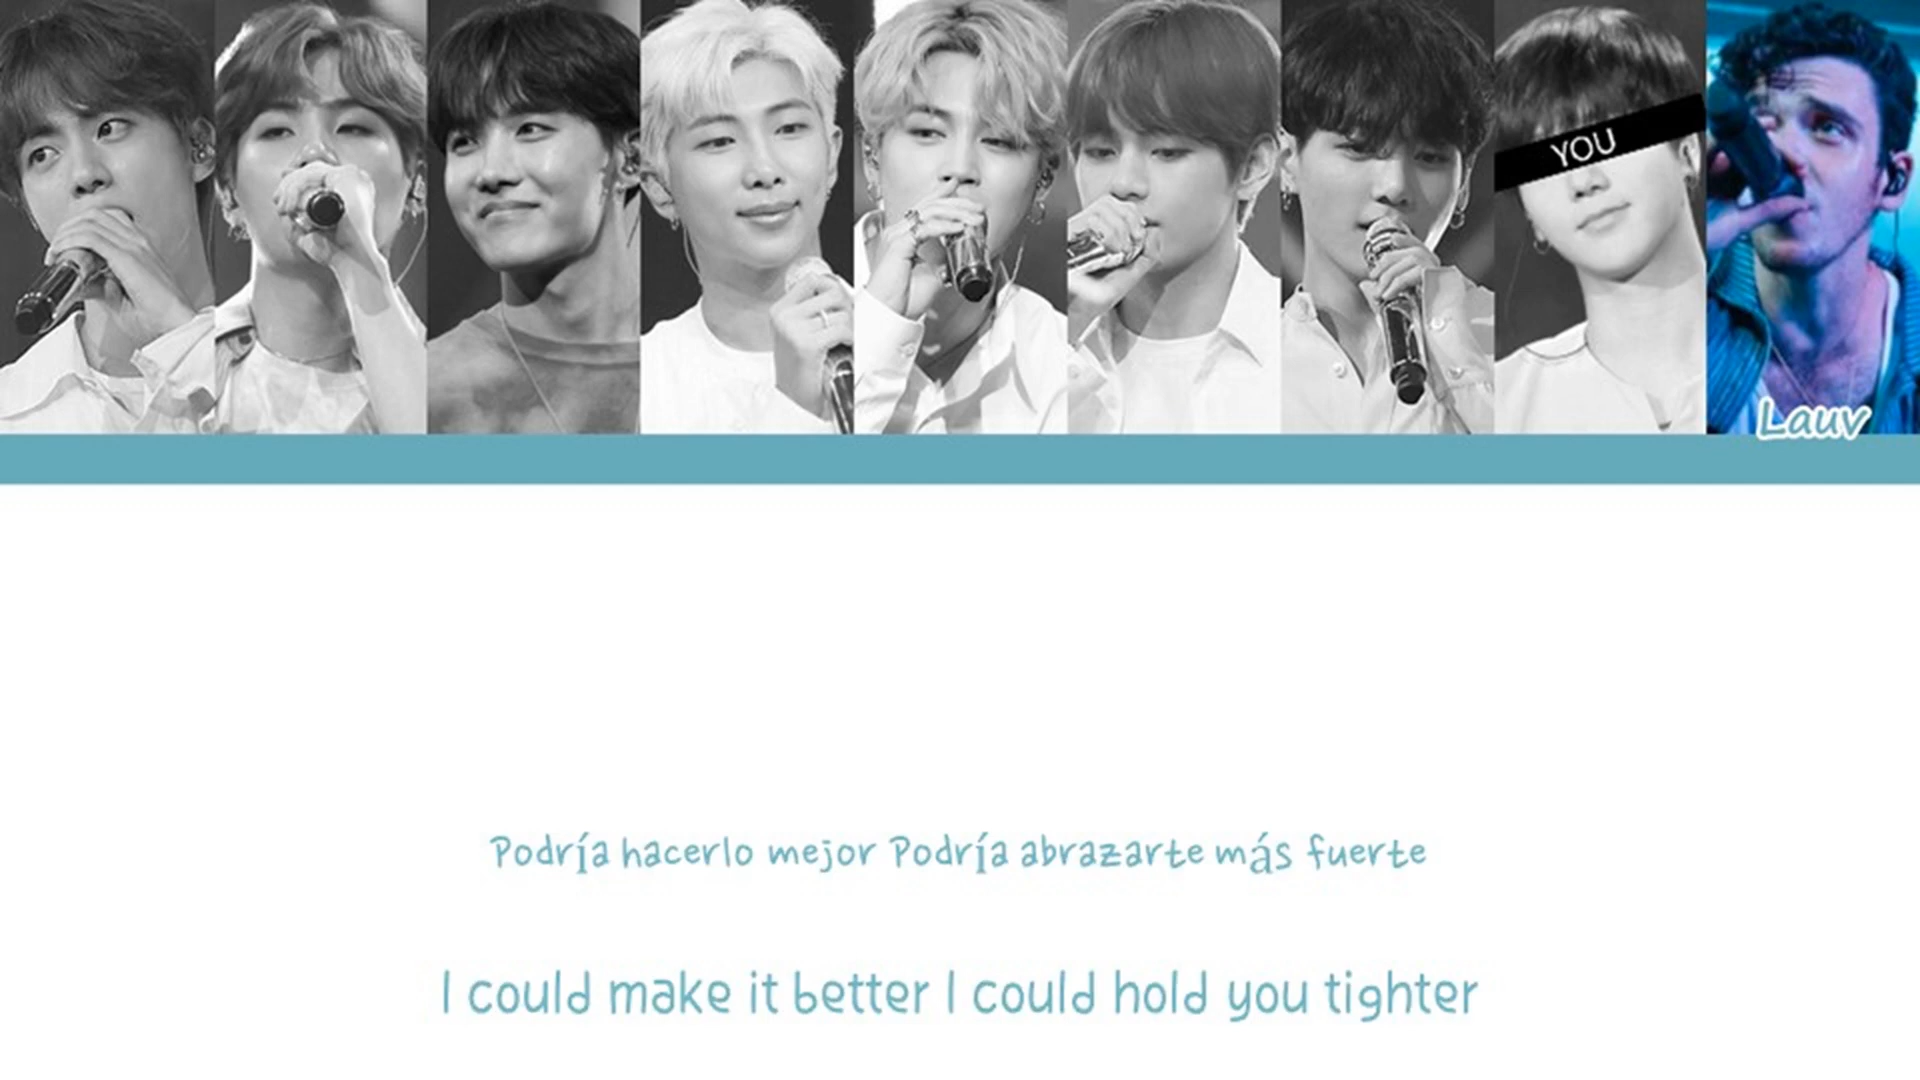 YOU
Lauv
Podría hacerlo mejor Podría abrazarte más fuerte
I could make it better I could hold you tighter